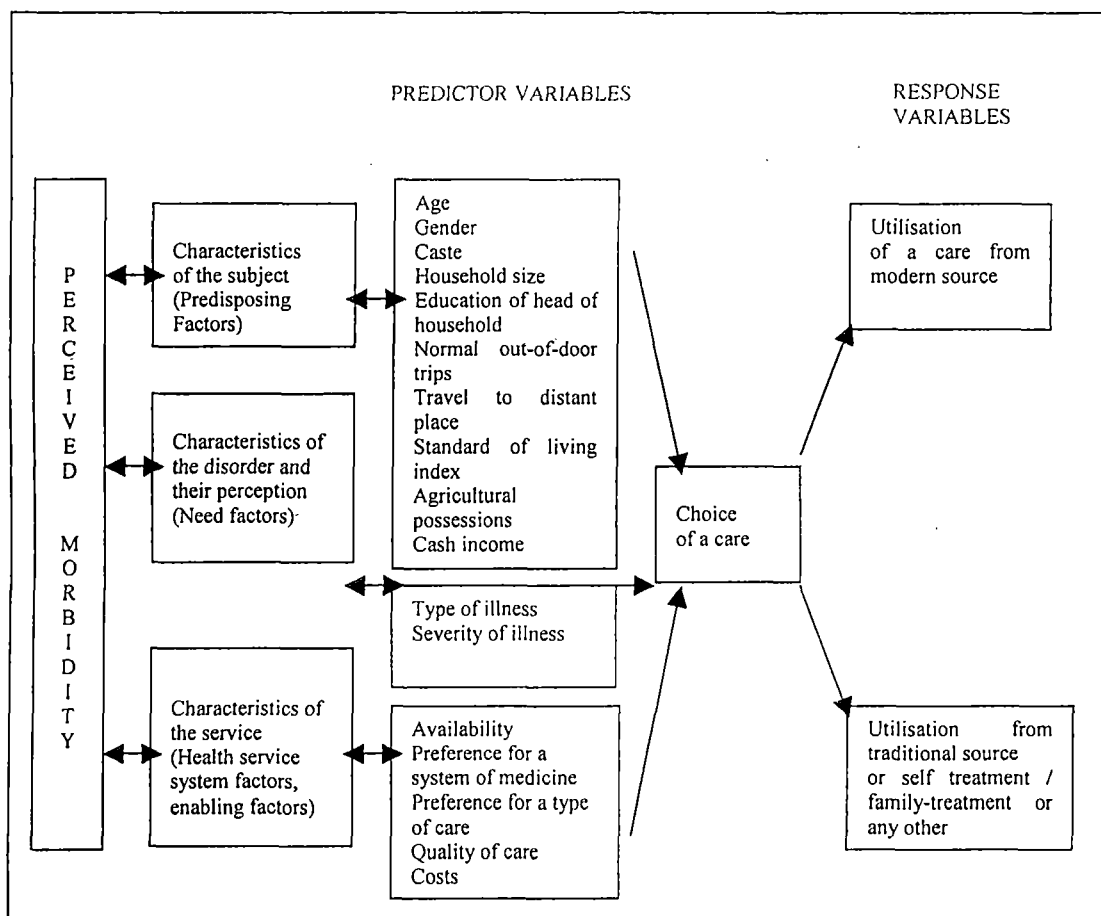 PREDICTOR VARIABLES
RESPONSE
VARIABLES
PERCEIVED MORBIDITY
Characteristics
of the subject
(Predisposing
Factors)
Characteristics of
the disorder and
their perception
(Need factors)
Characteristics of
the service
(Health service
system factors,
enabling factors)
Age
Gender
Caste
Household size
Education of head of
household
Normal out-of-door
trips
Travel to distant
place
Standard of living
index
Agricultural
possessions
Cash income
Type of illness
Severity of illness
Availability
Preference for a
system of medicine
Preference for a type
of care
Quality of care
Costs
Choice
of a care
Utilisation
of a care from
modern source
Utilisation from
traditional source
or self treatment /
family-treatment or
any other